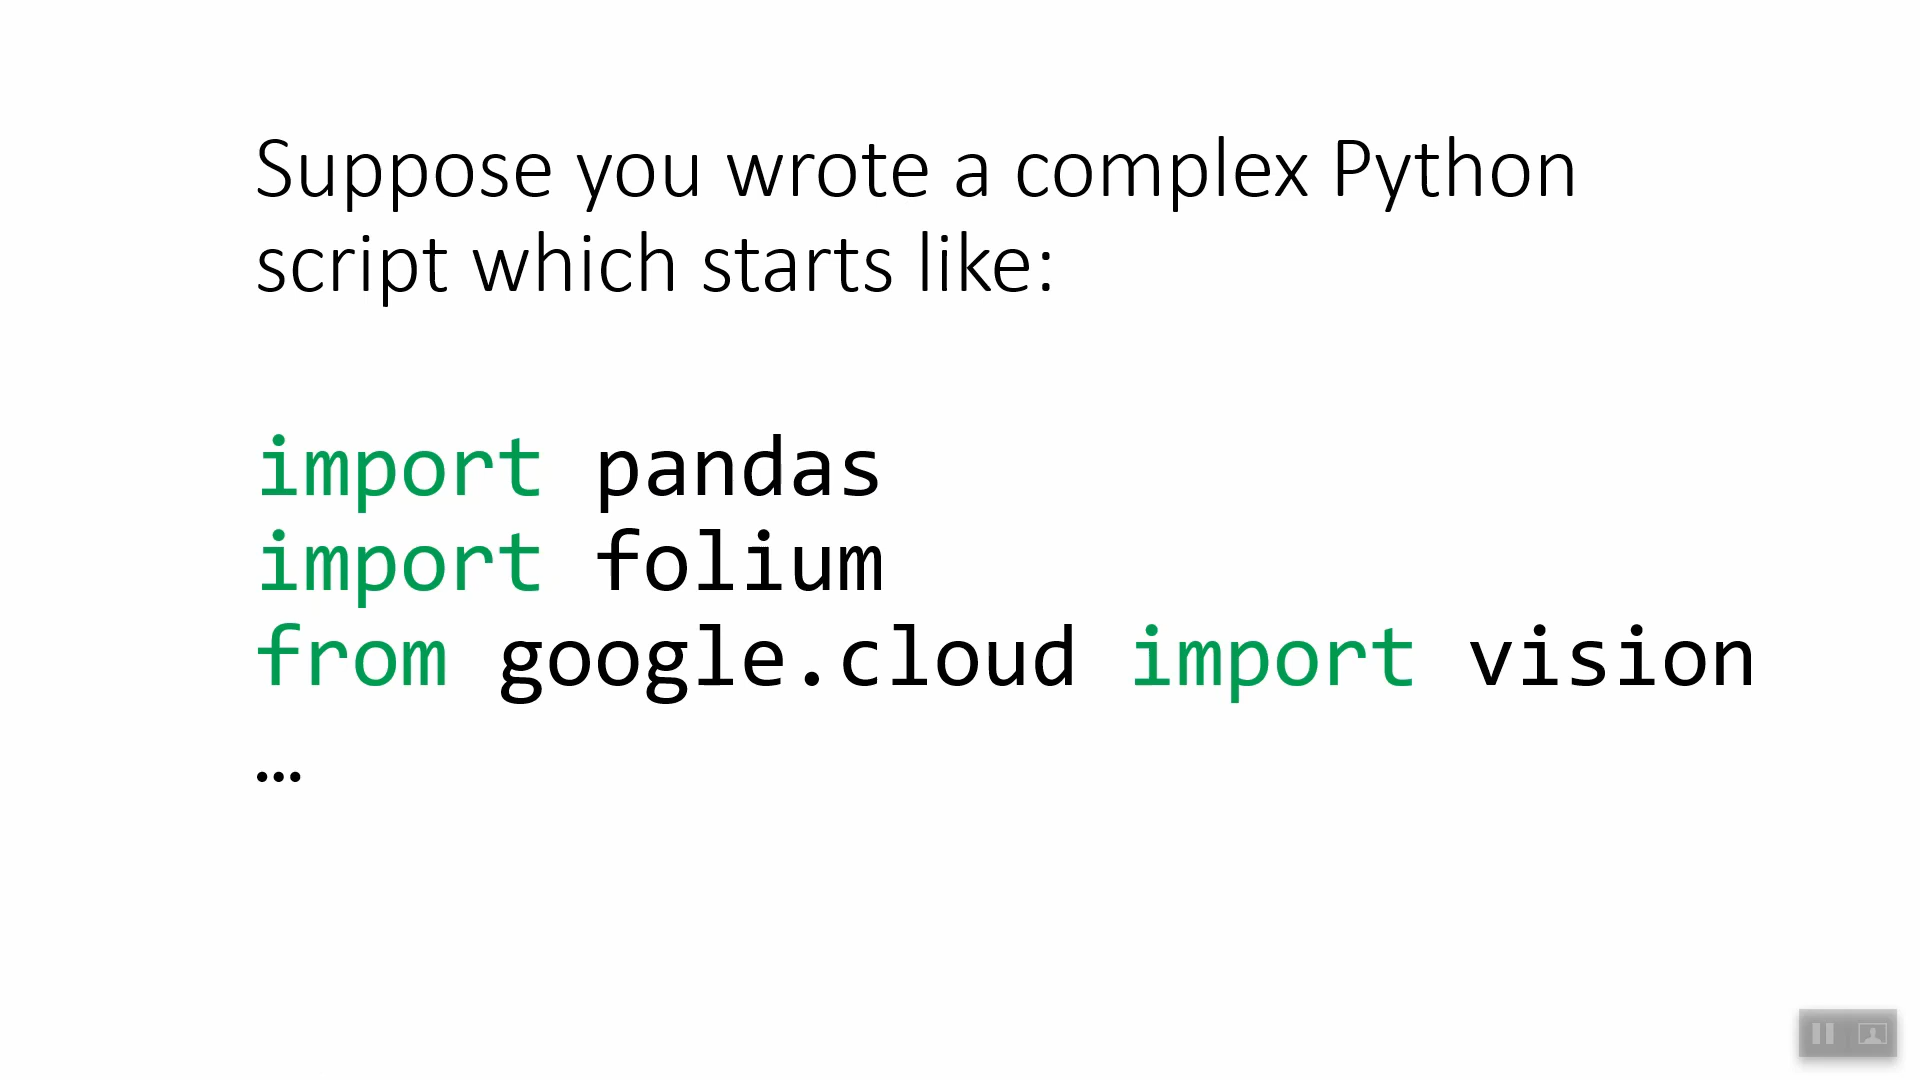 Suppose you wrote a complex Python
script which starts like:
import pandas
import folium
from google.cloud import vision
…